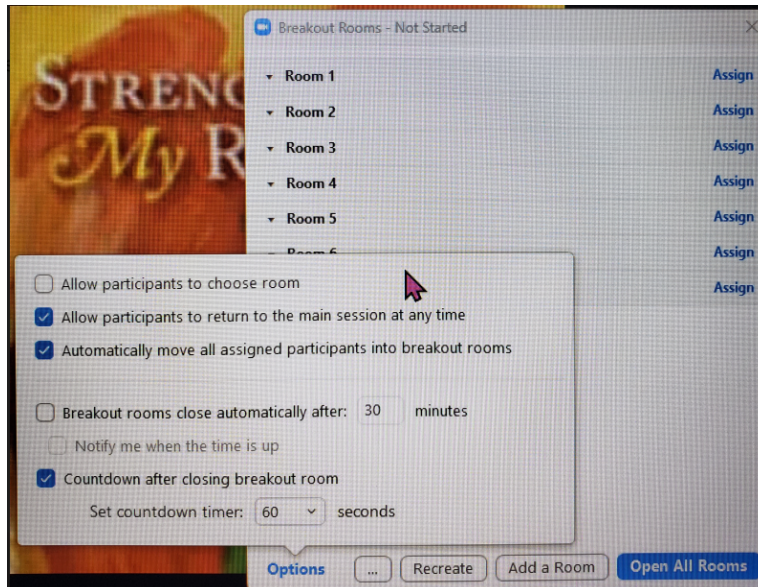 STRENG
My R
Breakout Rooms - Not Started
Room 1 Assign
Room 2 Assign
Room 3 Assign
Room 4 Assign
Room 5 Assign
Room 6 Assign
Assign
Allow participants to choose room
Allow participants to return to the main session at any time
Automatically move all assigned participants into breakout rooms
Breakout rooms close automatically after: 30 minutes
Notify me when the time is up
Countdown after closing breakout room
Set countdown timer: 60 seconds
Options ... Recreate Add a Room Open All Rooms